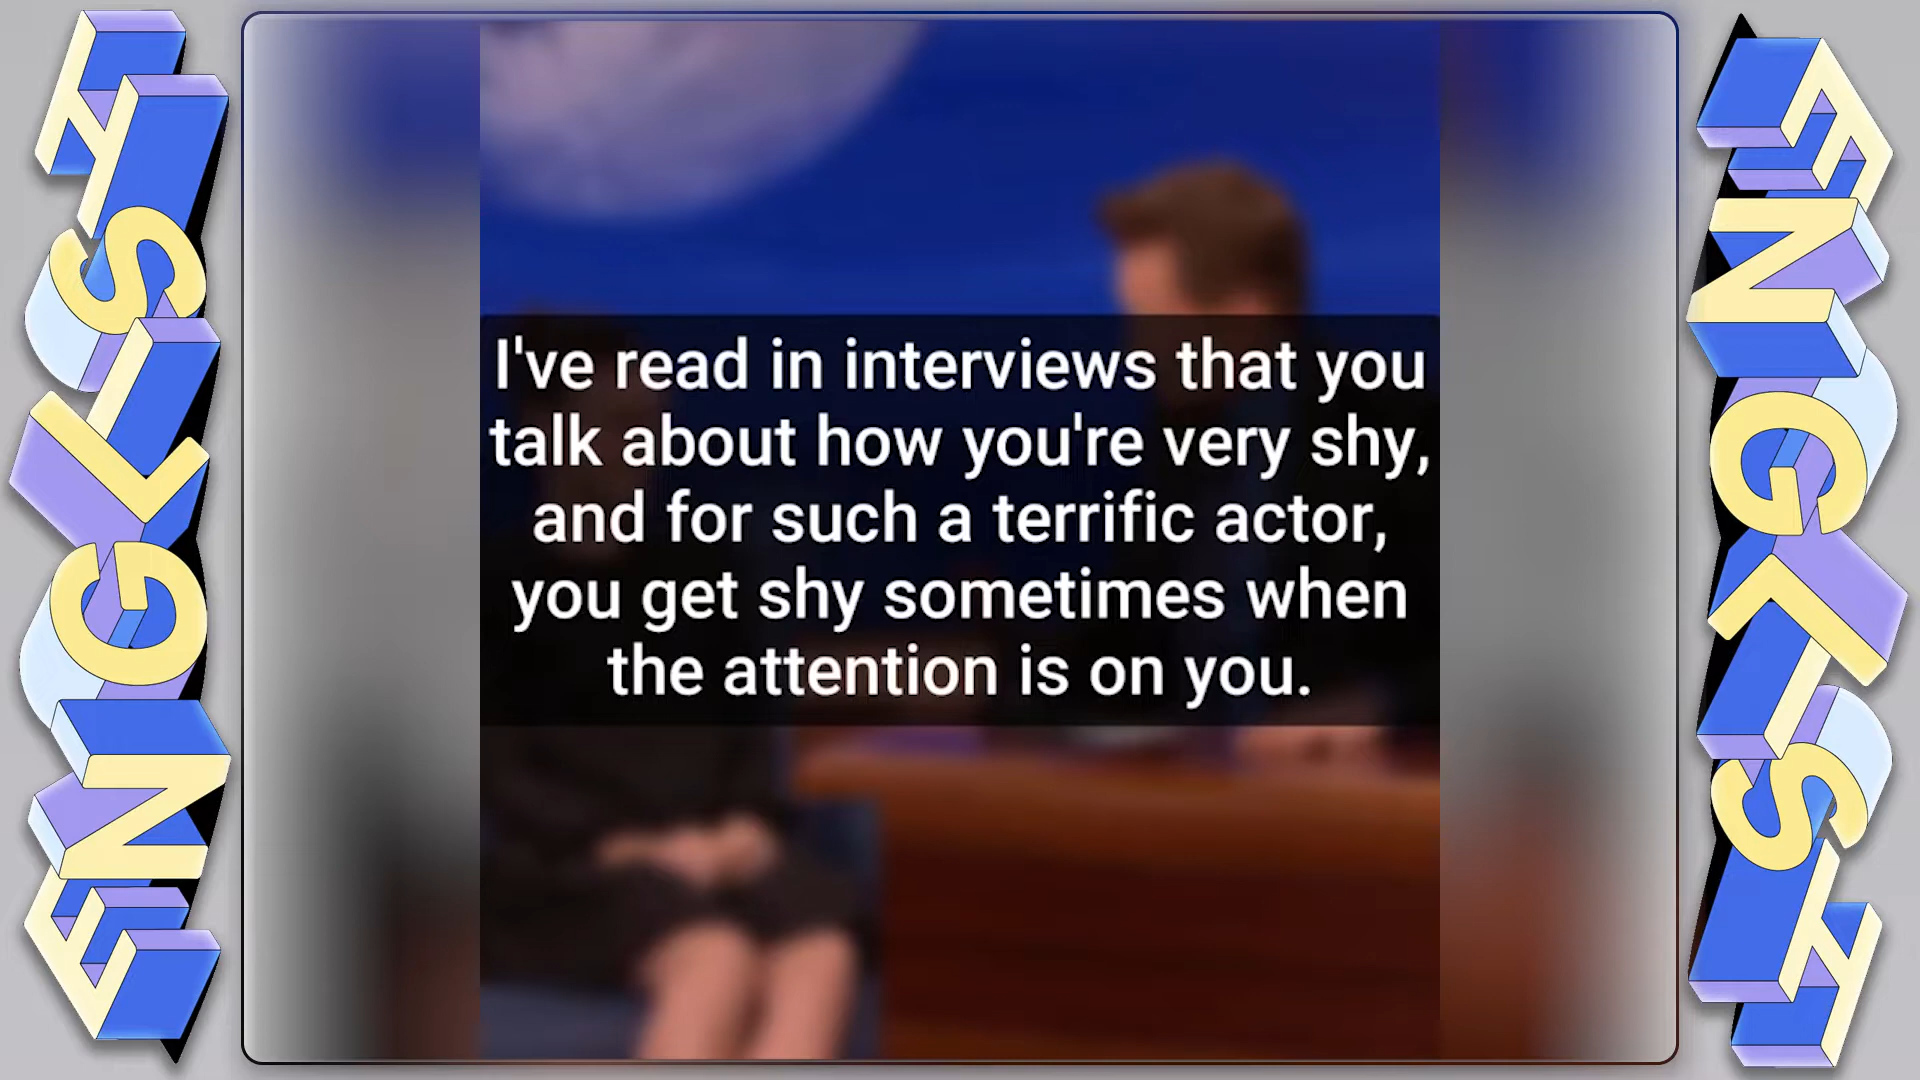 ENGLISH
I've read in interviews that you
talk about how you're very shy,
and for such a terrific actor,
you get shy sometimes when
the attention is on you.
ENGLISH